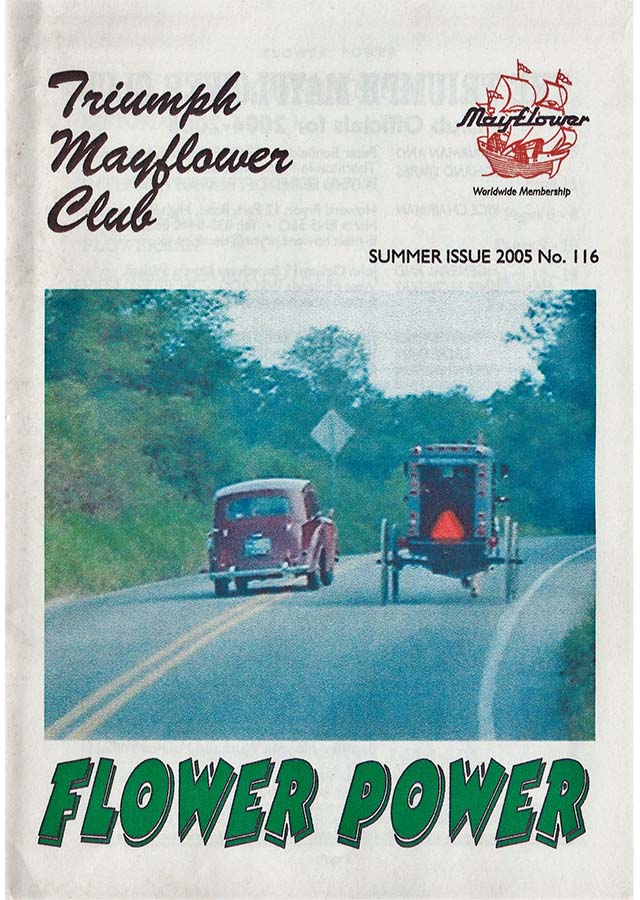 Triumph
Mayflower
Club
Mayflower
Worldwide Membership
SUMMER ISSUE 2005 No. 116
FLOWER POWER